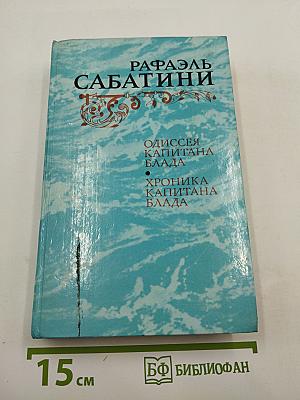 РАФАЭЛЬ
САБАТИНИ
ОДИССЕЯ
КАПИТАНА
БЛАДА
•
ХРОНИКА
КАПИТАНА
БЛАДА
15 см
БФ БИБЛИОФАН